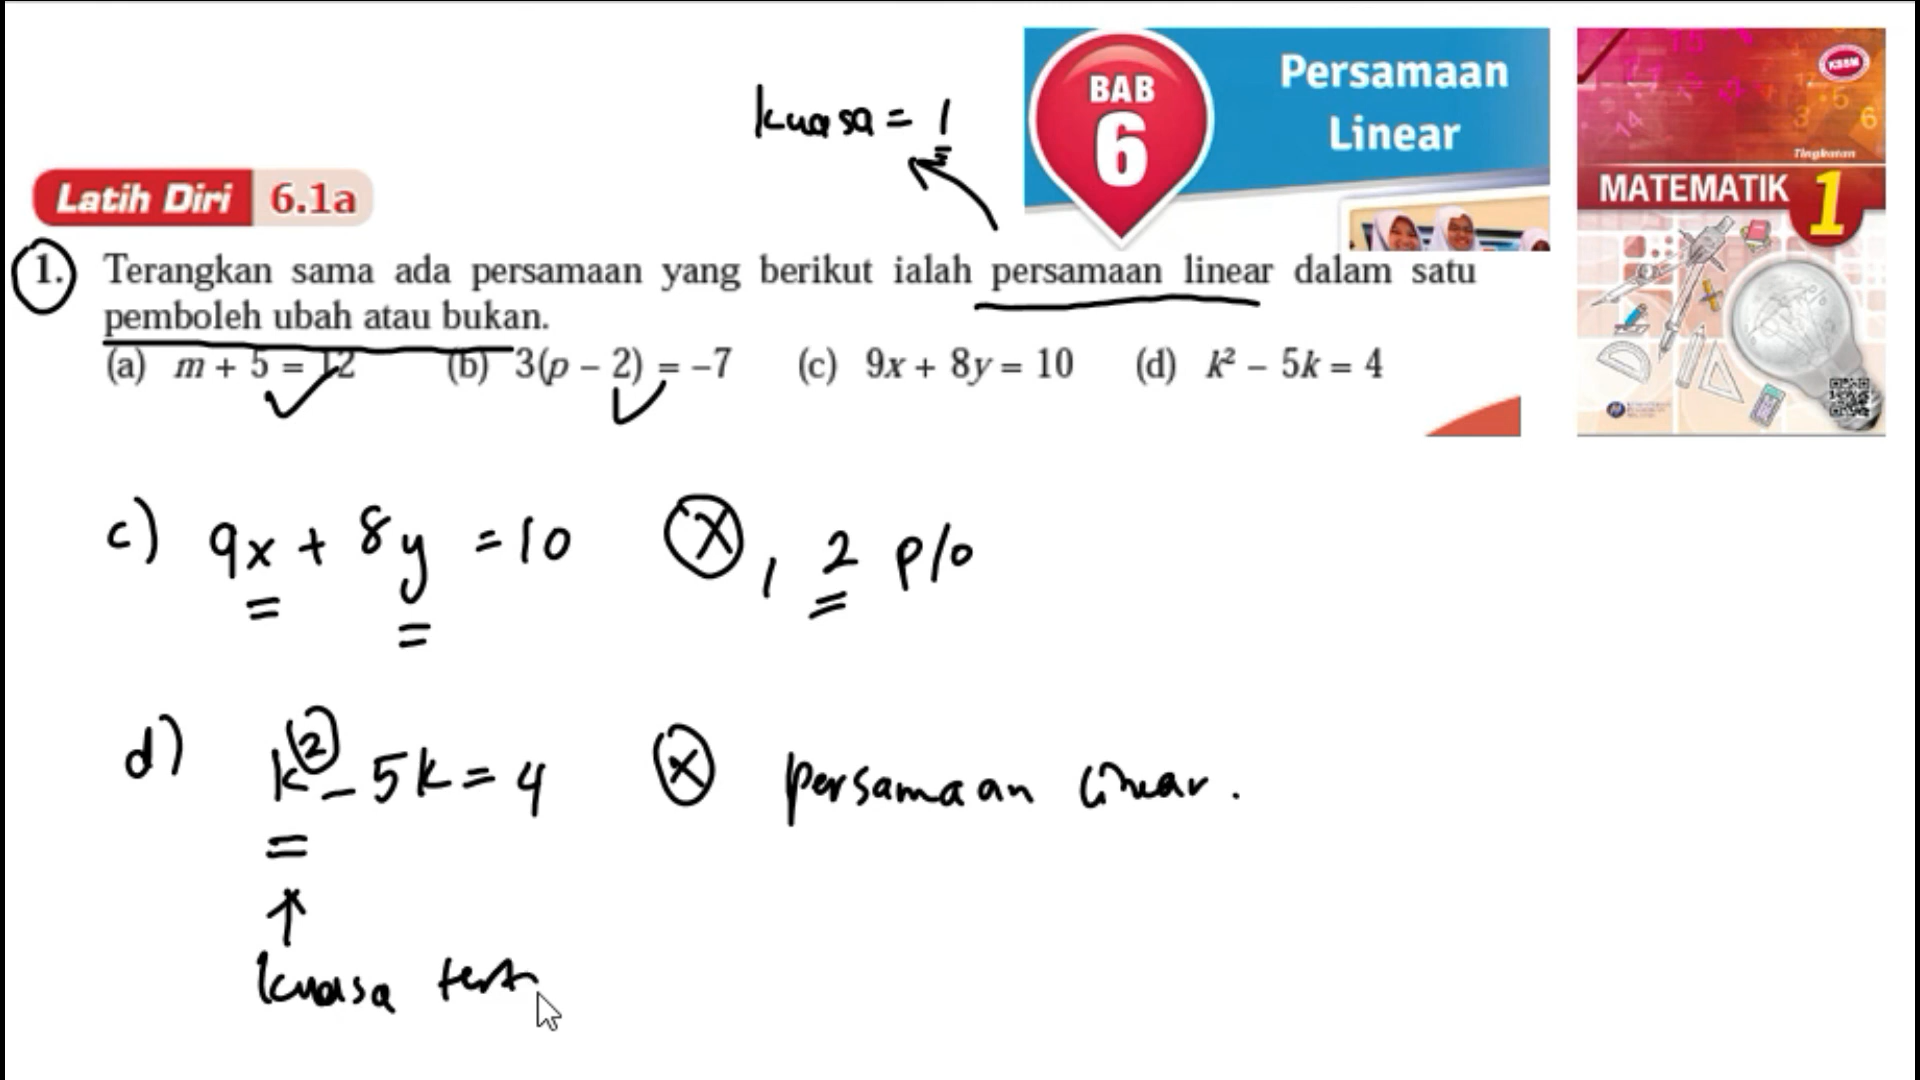 kuasa = 1
BAB
6
Persamaan
Linear
KSSM
Tingkatan
MATEMATIK 1
Latih Diri 6.1a
1. Terangkan sama ada persamaan yang berikut ialah persamaan linear dalam satu
pemboleh ubah atau bukan.
(a) m + 5 = 12 (b) 3(p – 2) = –7 (c) 9x + 8y = 10 (d) k² – 5k = 4
c) 9x + 8y = 10 X, 2 p/u
d) k² – 5k = 4 X persamaan linear.
kuasa tert